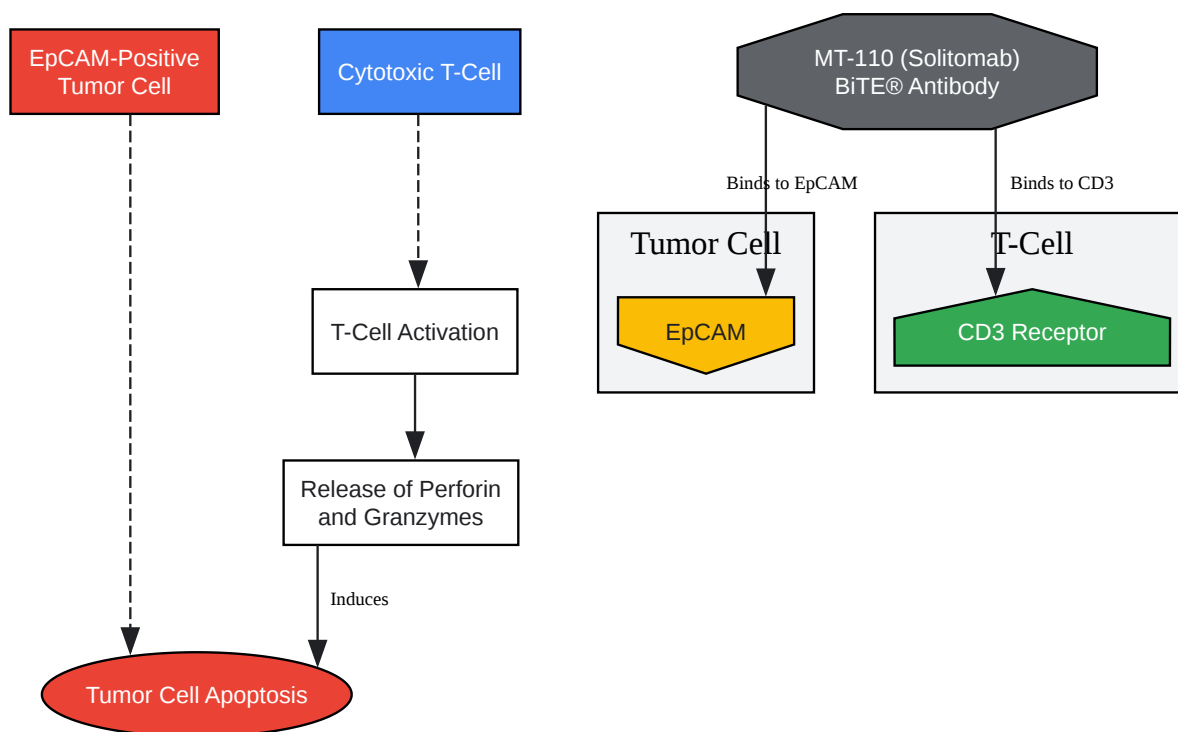 EpCAM-Positive
Tumor Cell
Cytotoxic T-Cell
MT-110 (Solitomab)
BiTE® Antibody
Binds to EpCAM
Binds to CD3
Tumor Cell
T-Cell
EpCAM
CD3 Receptor
T-Cell Activation
Release of Perforin
and Granzymes
Induces
Tumor Cell Apoptosis